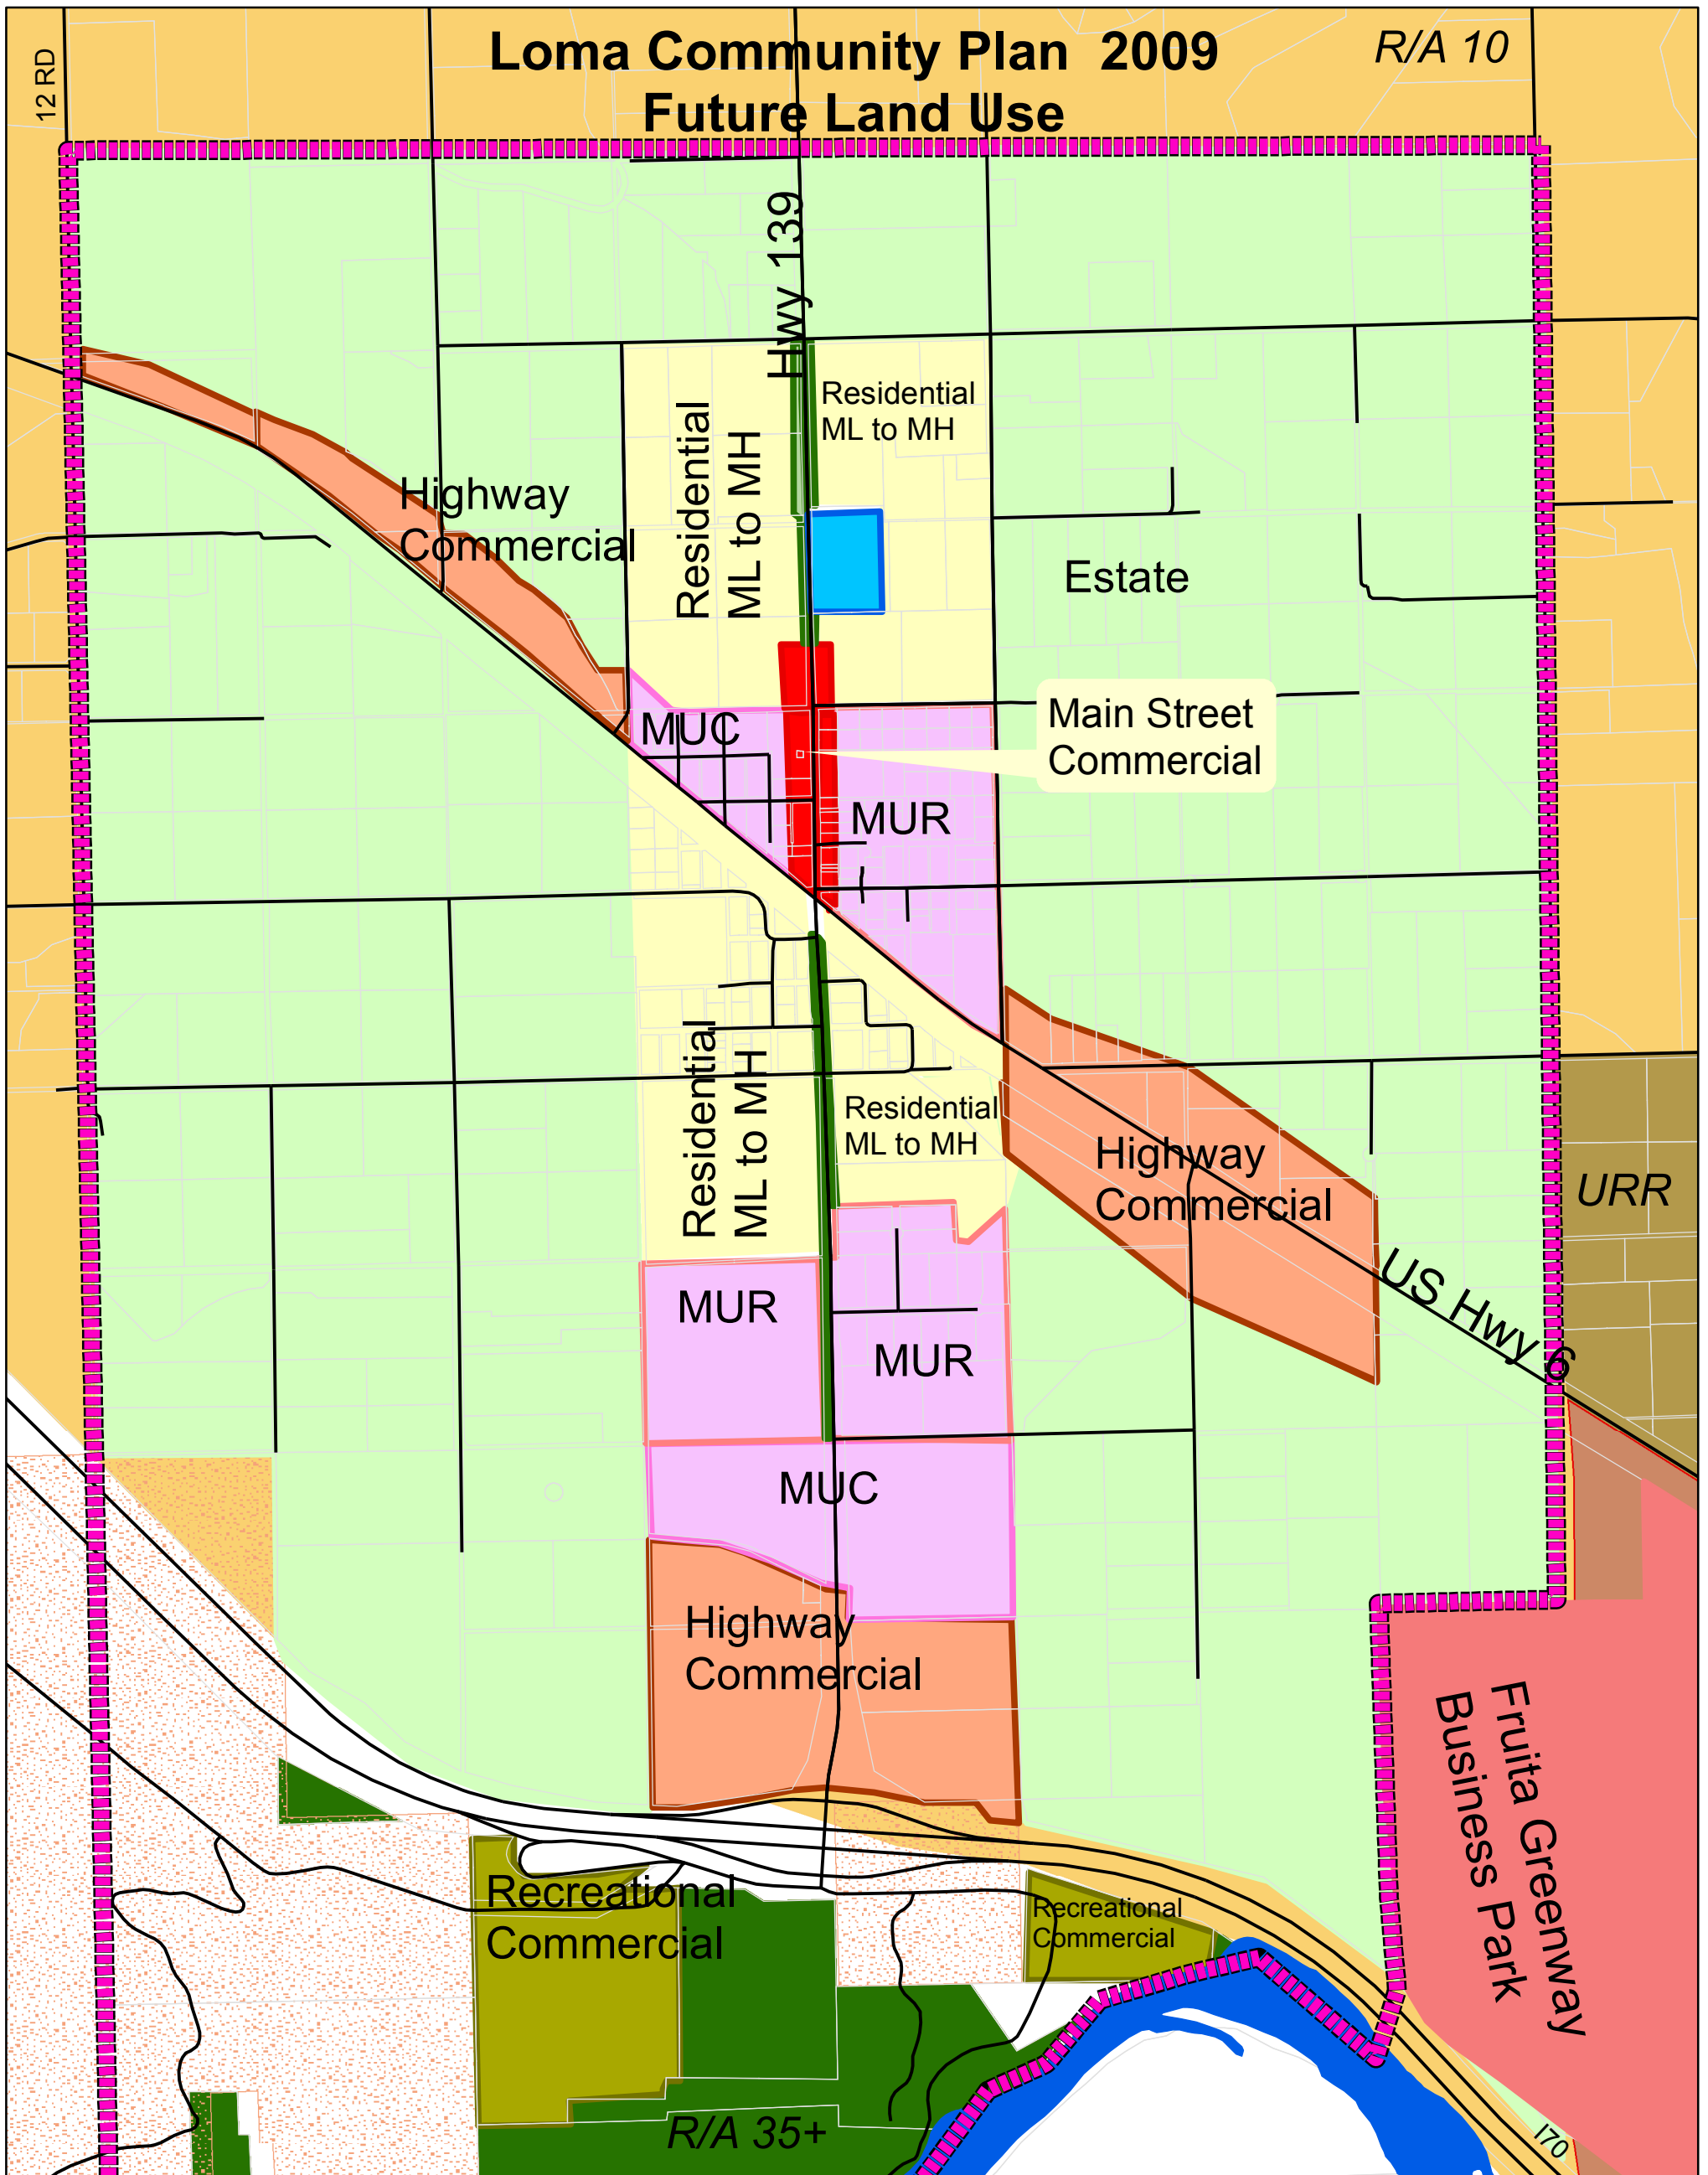 Loma Community Plan 2009
Future Land Use
R/A 10
12 RD
Hwy 139
Residential
ML to MH
Residential
ML to MH
Highway
Commercial
Estate
Main Street
Commercial
MUC
MUR
Residential
ML to MH
Residential
ML to MH
Highway
Commercial
URR
US Hwy 6
MUR
MUR
MUC
Highway
Commercial
Fruita Greenway
Business Park
Recreational
Commercial
Recreational
Commercial
R/A 35+
I70